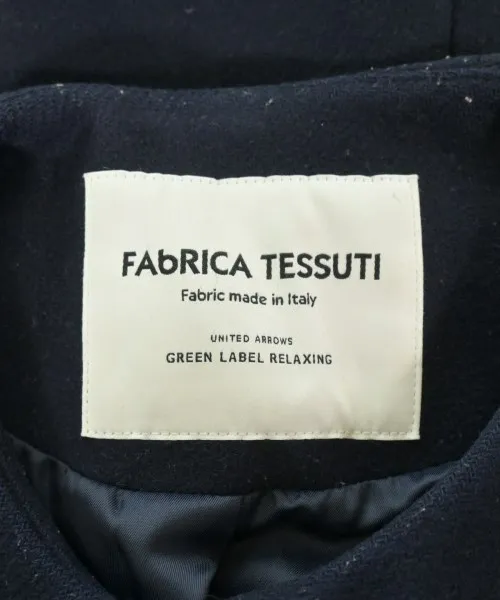 FAbRICA TESSUTI
Fabric made in Italy
UNITED ARROWS
GREEN LABEL RELAXING